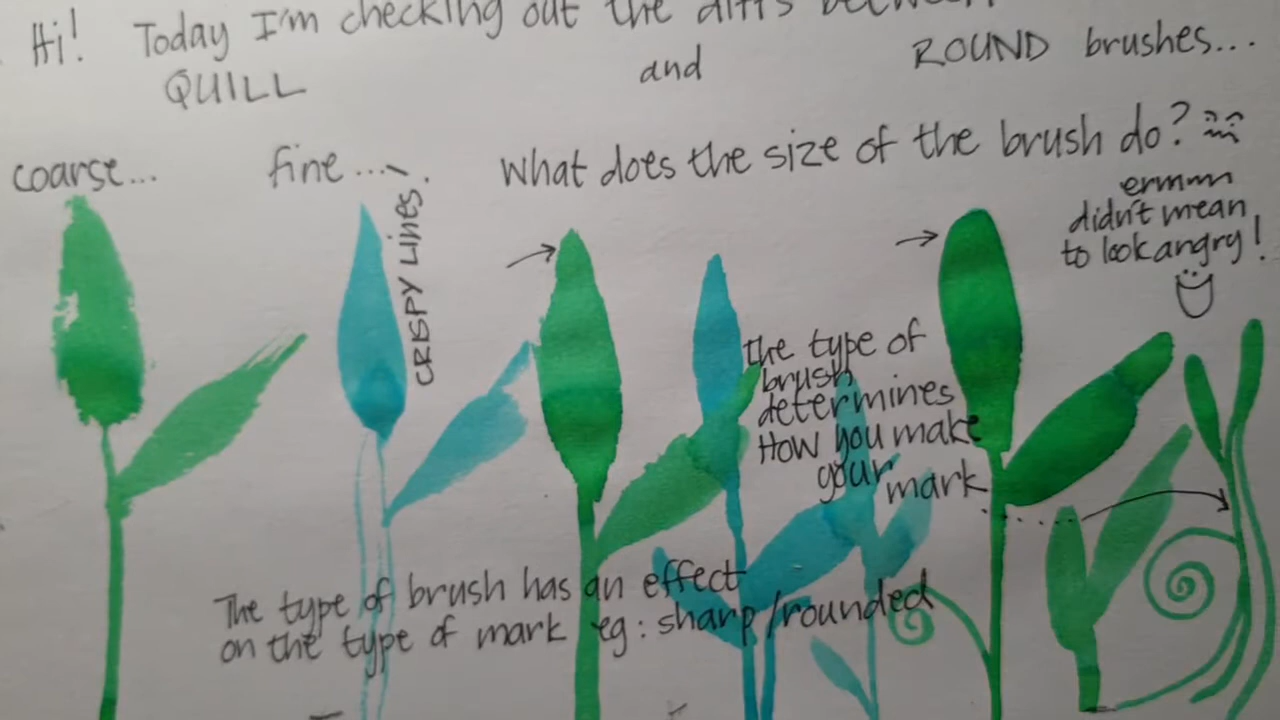 Hi! Today I'm checking out the diffs between
QUILL and ROUND brushes...
What does the size of the brush do?
coarse... fine...!
CRISPY LINES!
ermmm
didn't mean
to look angry!
the type of
brush
determines
HOW you make
your mark
The type of brush has an effect
on the type of mark eg: sharp/rounded